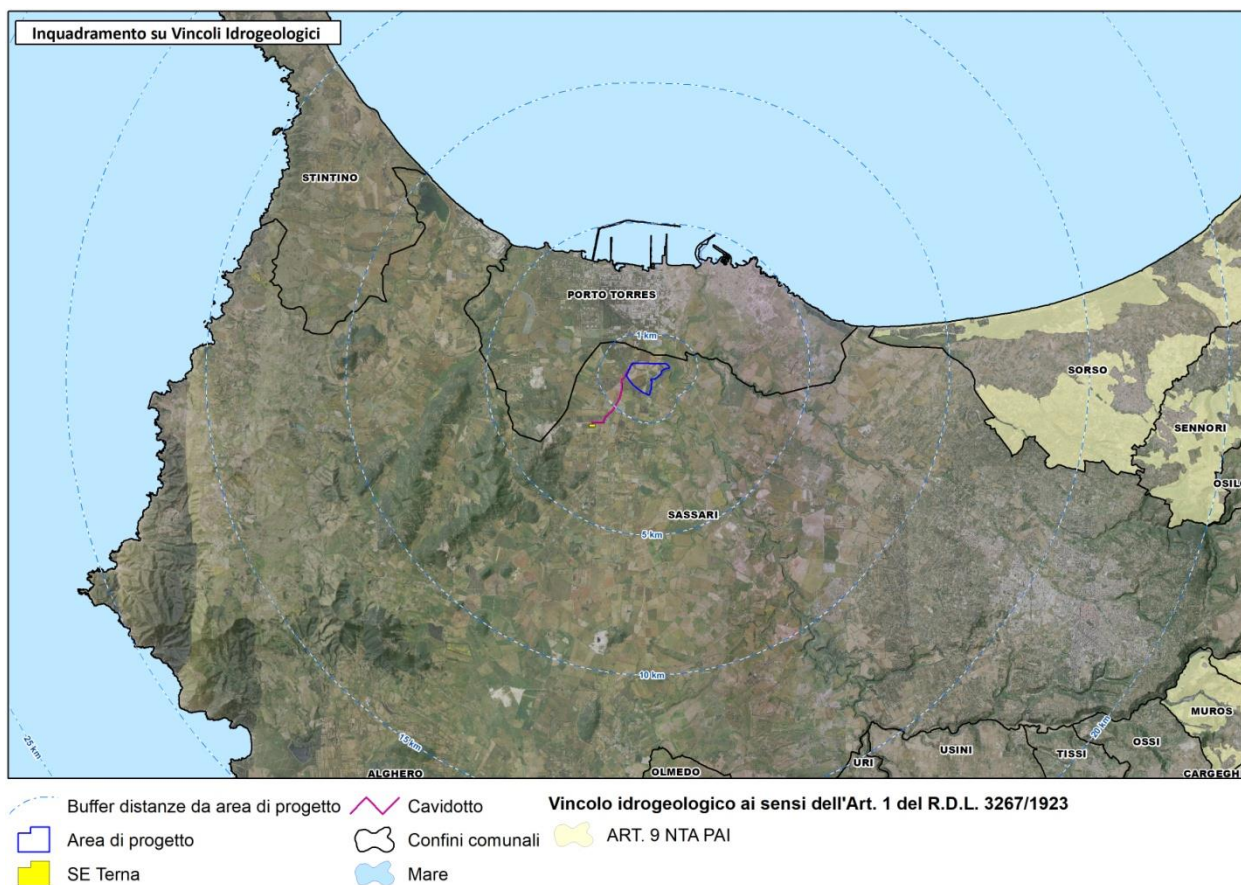 Inquadramento su Vincoli Idrogeologici
STINTINO
PORTO TORRES
1 km
SORSO
SENNORI
OSILO
SASSARI
5 km
10 km
MUROS
20 km
15 km
25 km
URI
USINI
TISSI
OSSI
ALGHERO
OLMEDO
CARGEGH
Buffer distanze da area di progetto
Cavidotto
Vincolo idrogeologico ai sensi dell'Art. 1 del R.D.L. 3267/1923
Area di progetto
Confini comunali
ART. 9 NTA PAI
SE Terna
Mare